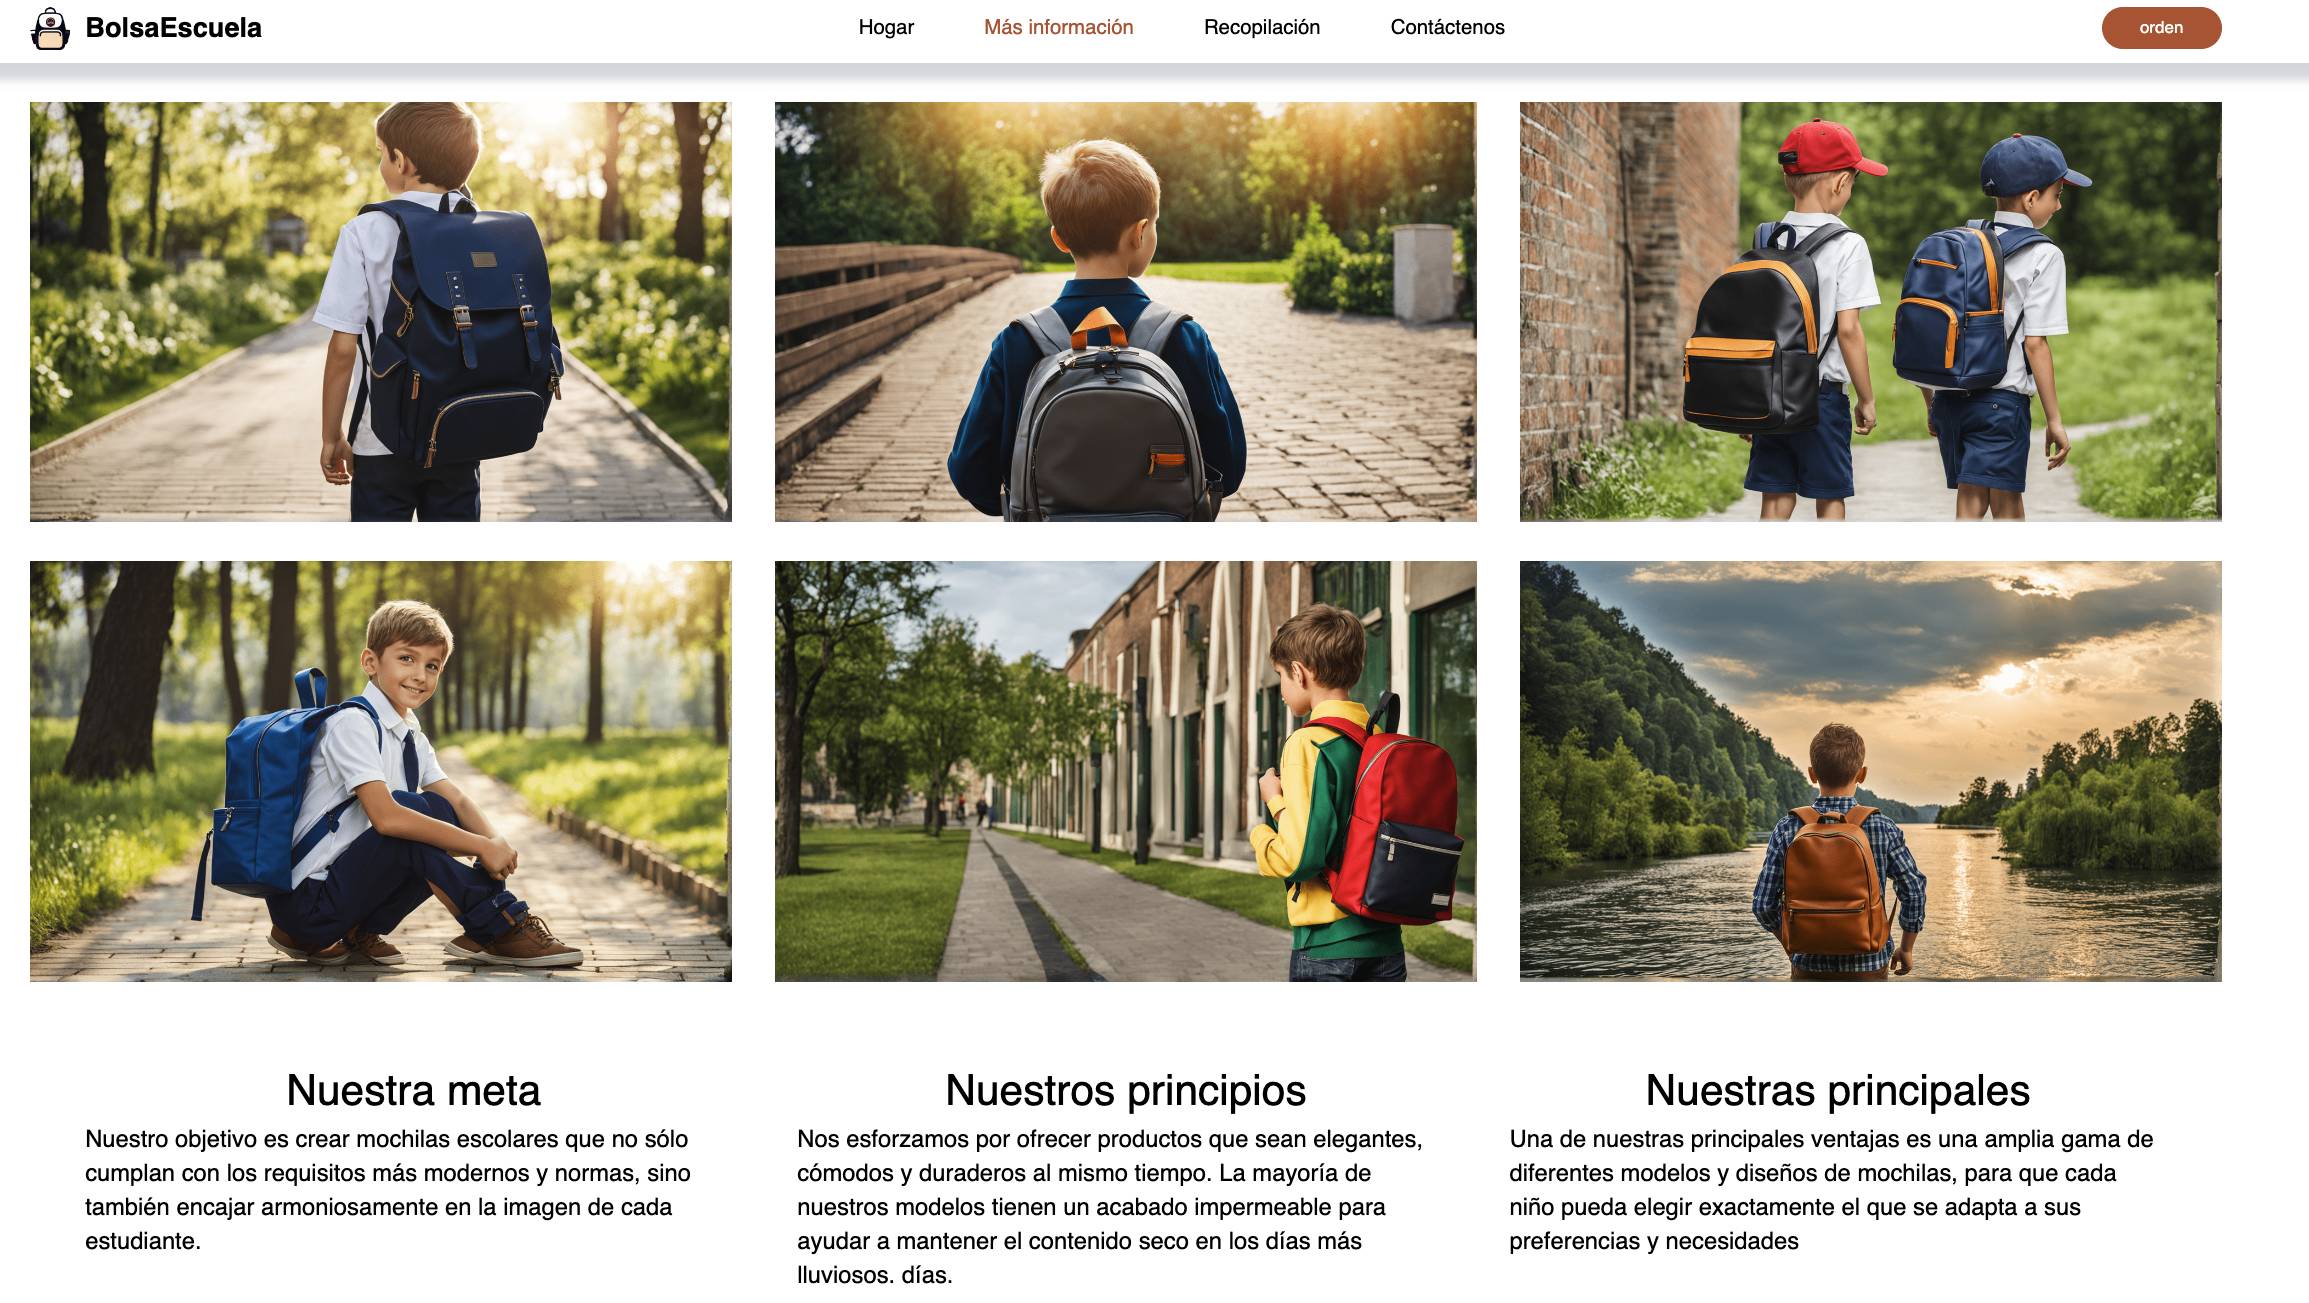 BolsaEscuela
Hogar
Más información
Recopilación
Contáctenos
orden
Nuestra meta
Nuestro objetivo es crear mochilas escolares que no sólo
cumplan con los requisitos más modernos y normas, sino
también encajar armoniosamente en la imagen de cada
estudiante.
Nuestros principios
Nos esforzamos por ofrecer productos que sean elegantes,
cómodos y duraderos al mismo tiempo. La mayoría de
nuestros modelos tienen un acabado impermeable para
ayudar a mantener el contenido seco en los días más
lluviosos. días.
Nuestras principales
Una de nuestras principales ventajas es una amplia gama de
diferentes modelos y diseños de mochilas, para que cada
niño pueda elegir exactamente el que se adapta a sus
preferencias y necesidades